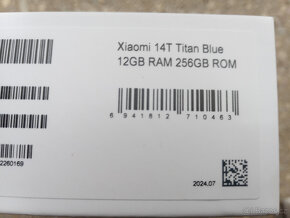 Xiaomi 14T Titan Blue
12GB RAM 256GB ROM
6 941812 710463
2260169
2024.07